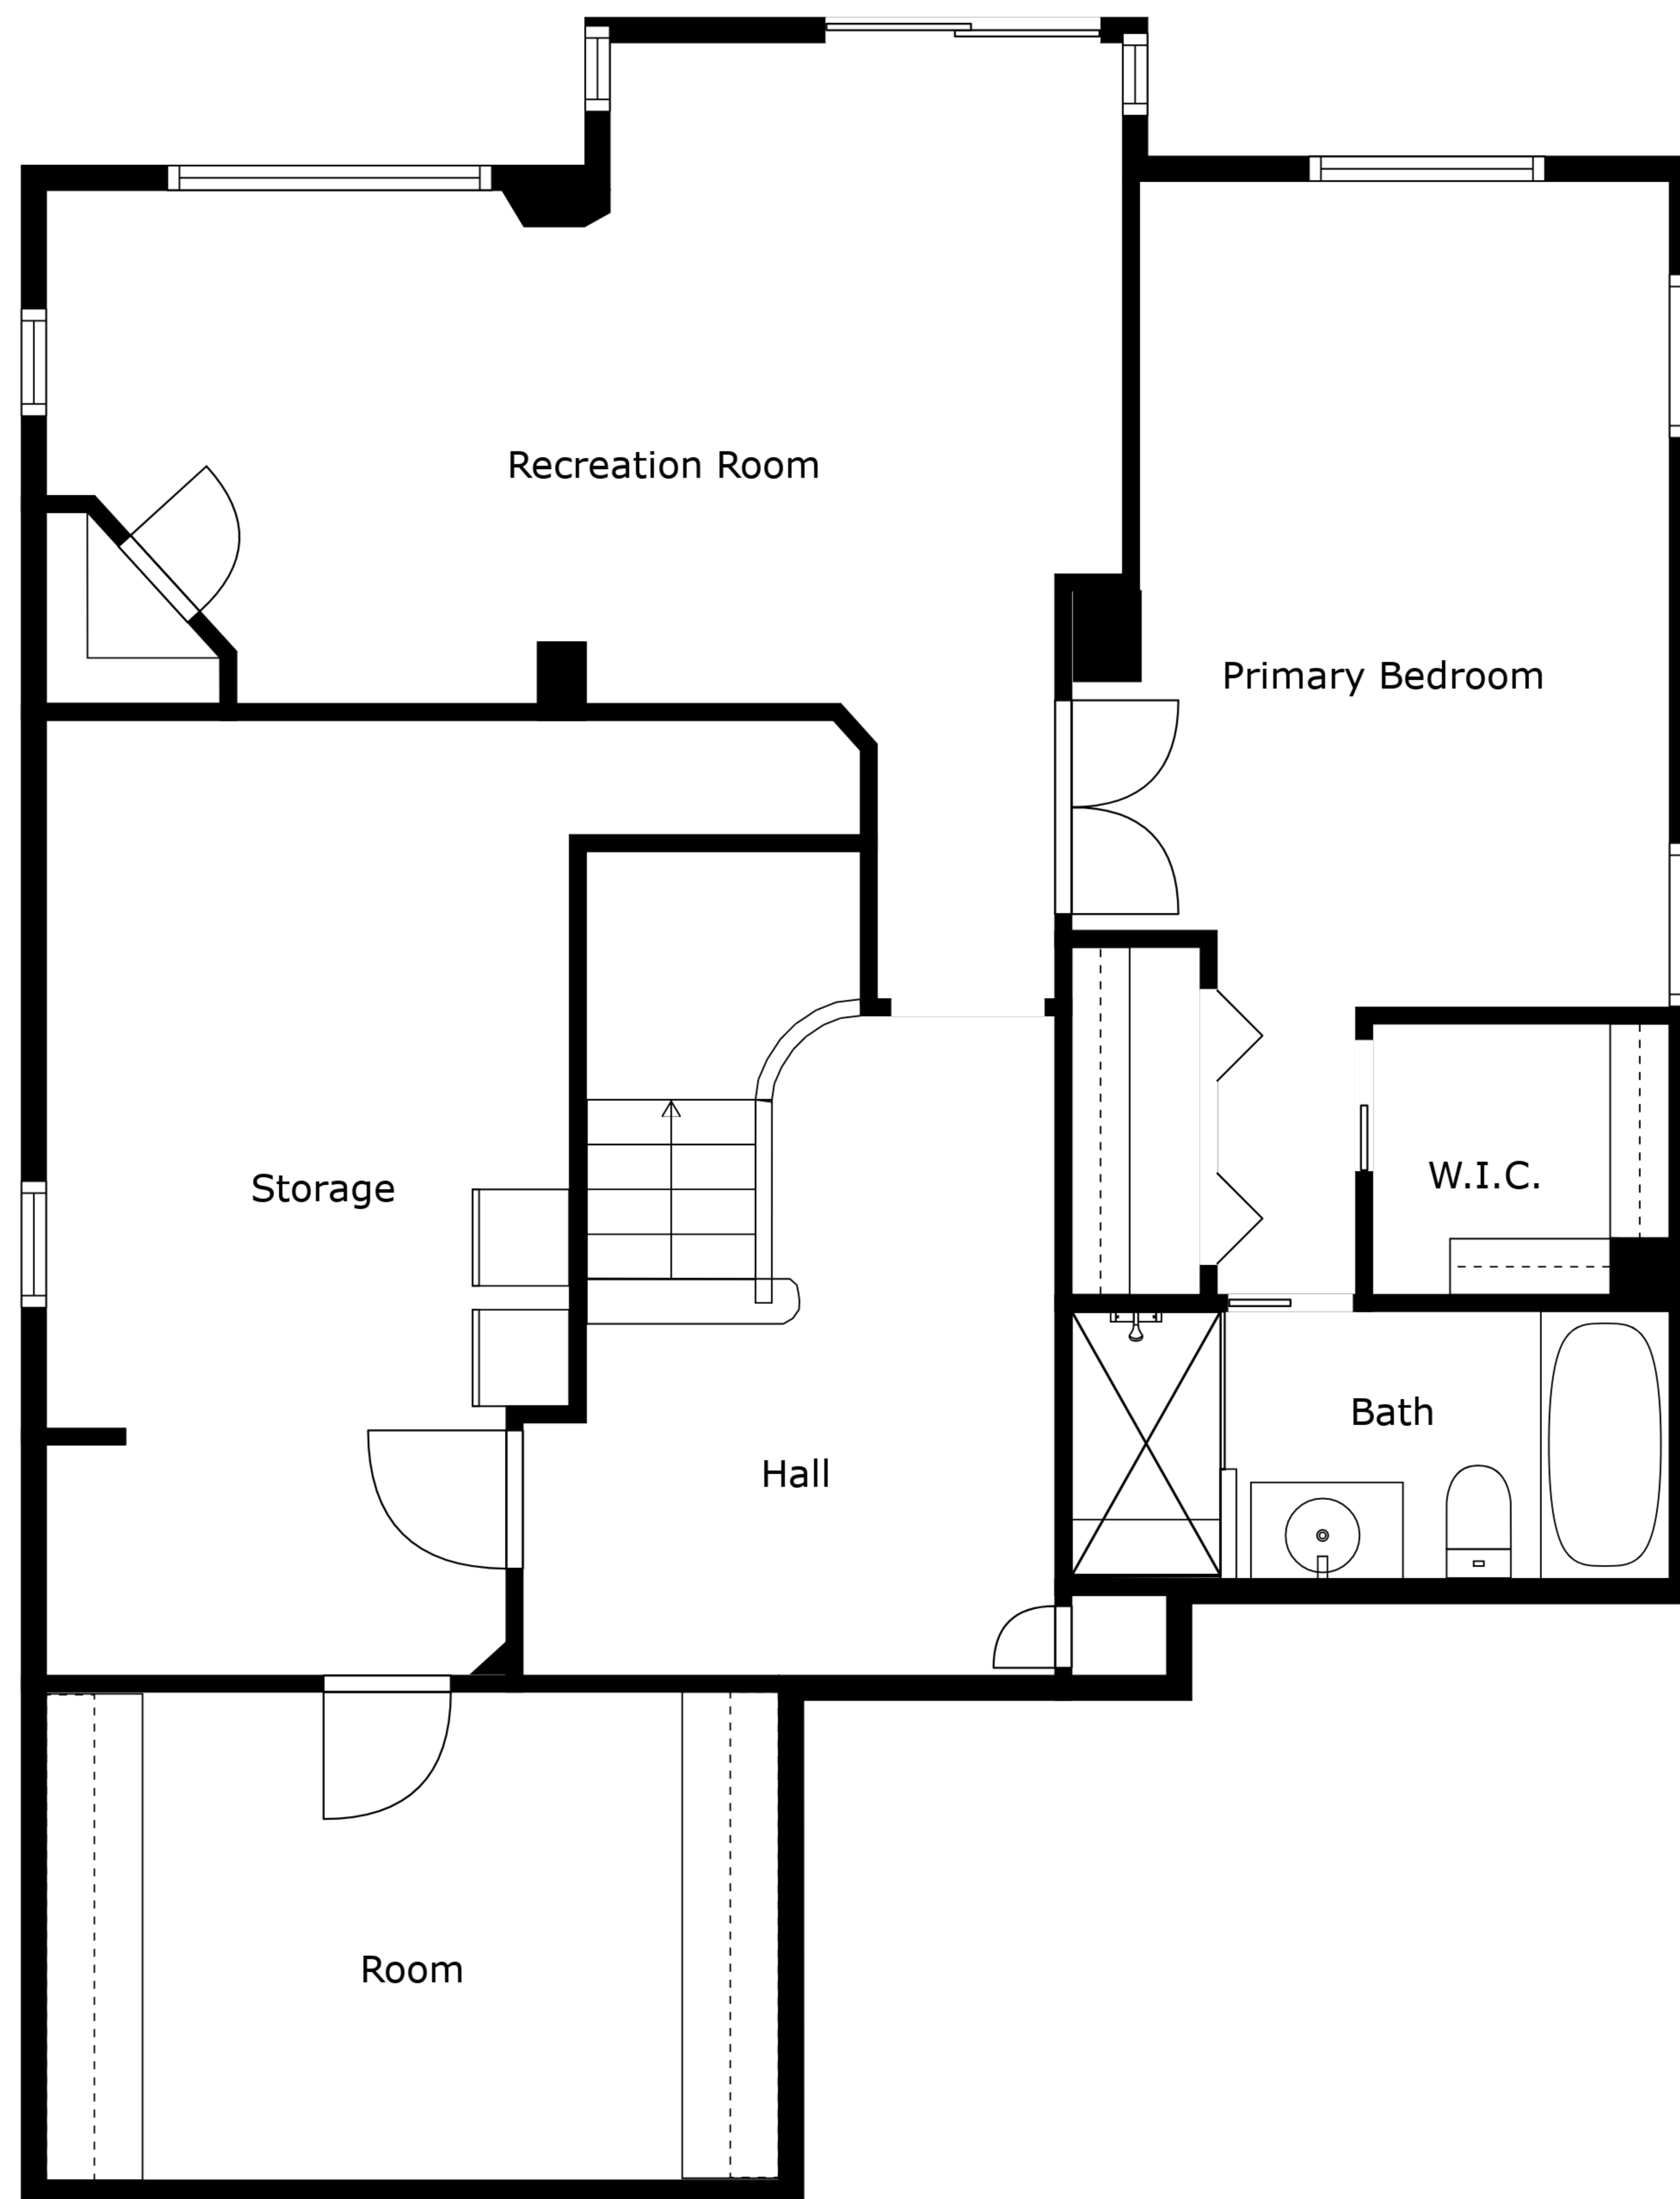 Recreation Room
Primary Bedroom
Storage
W.I.C.
Bath
Hall
Room